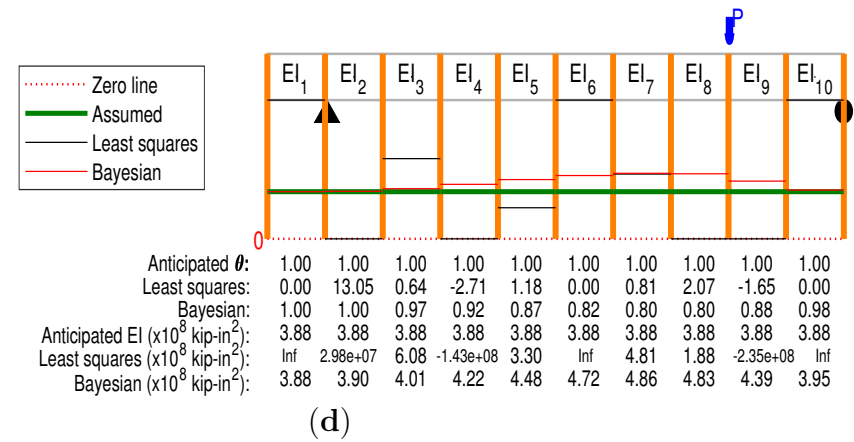 P
EI1 EI2 EI3 EI4 EI5 EI6 EI7 EI8 EI9 EI10
Zero line
Assumed
Least squares
Bayesian
0
Anticipated θ: 1.00 1.00 1.00 1.00 1.00 1.00 1.00 1.00 1.00 1.00
Least squares: 0.00 13.05 0.64 -2.71 1.18 0.00 0.81 2.07 -1.65 0.00
Bayesian: 1.00 1.00 0.97 0.92 0.87 0.82 0.80 0.80 0.88 0.98
Anticipated EI (x10^8 kip-in^2): 3.88 3.88 3.88 3.88 3.88 3.88 3.88 3.88 3.88 3.88
Least squares (x10^8 kip-in^2): Inf 2.98e+07 6.08 -1.43e+08 3.30 Inf 4.81 1.88 -2.35e+08 Inf
Bayesian (x10^8 kip-in^2): 3.88 3.90 4.01 4.22 4.48 4.72 4.86 4.83 4.39 3.95
(d)